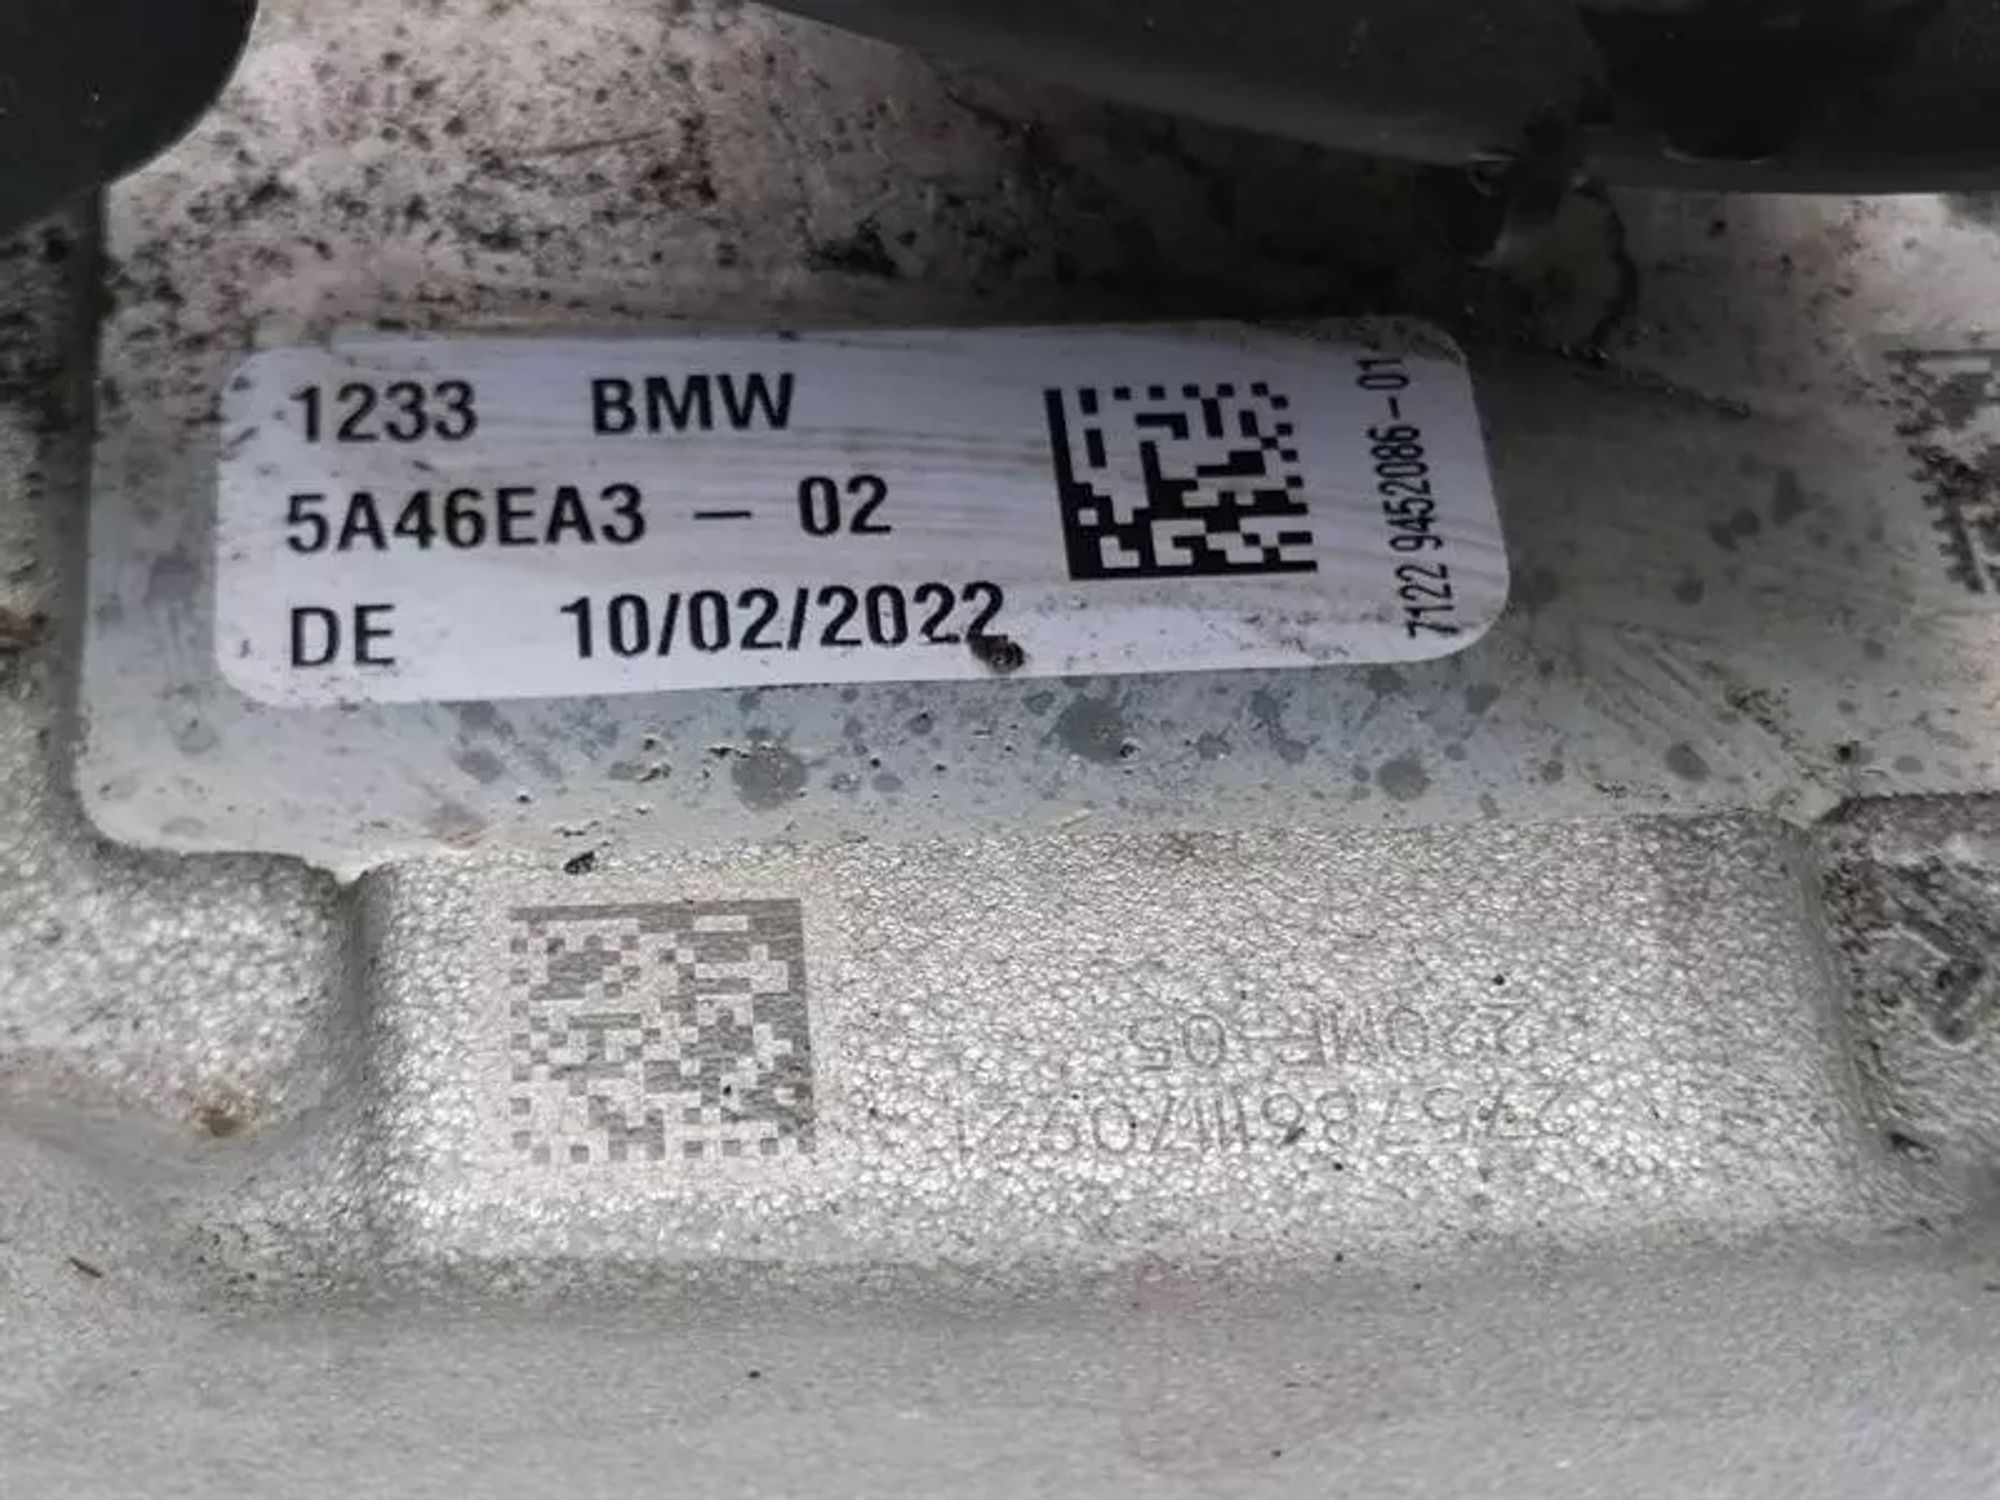 1233 BMW
5A46EA3 - 02
DE 10/02/2022
7122 9452086-01